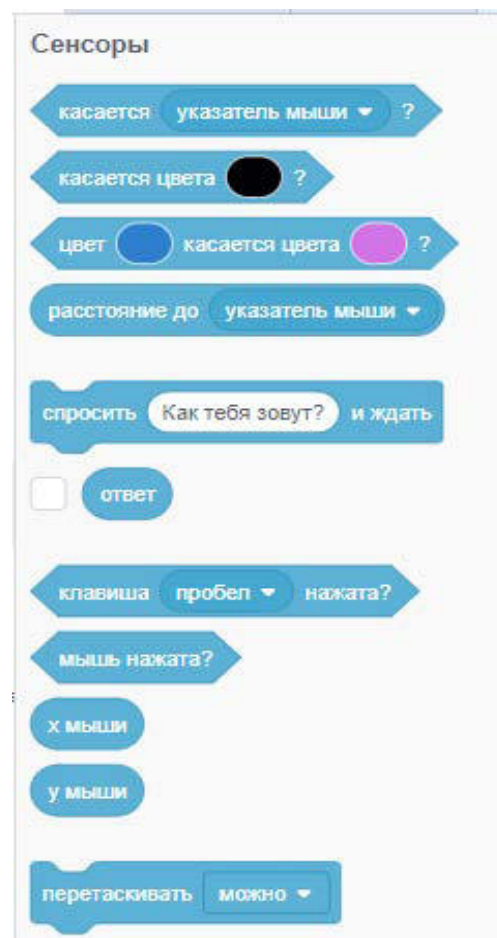 Сенсоры
касается указатель мыши ?
касается цвета ?
цвет касается цвета ?
расстояние до указатель мыши
спросить Как тебя зовут? и ждать
ответ
клавиша пробел нажата?
мышь нажата?
х мыши
у мыши
перетаскивать можно